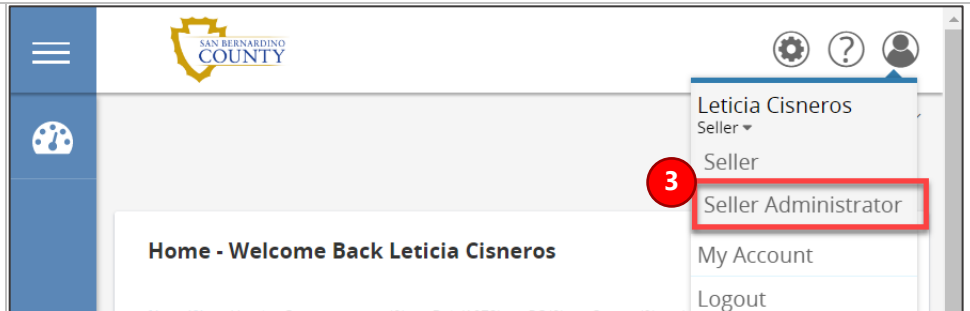 SAN BERNARDINO
COUNTY
?
Leticia Cisneros
Seller
Seller
3
Seller Administrator
Home - Welcome Back Leticia Cisneros
My Account
Logout